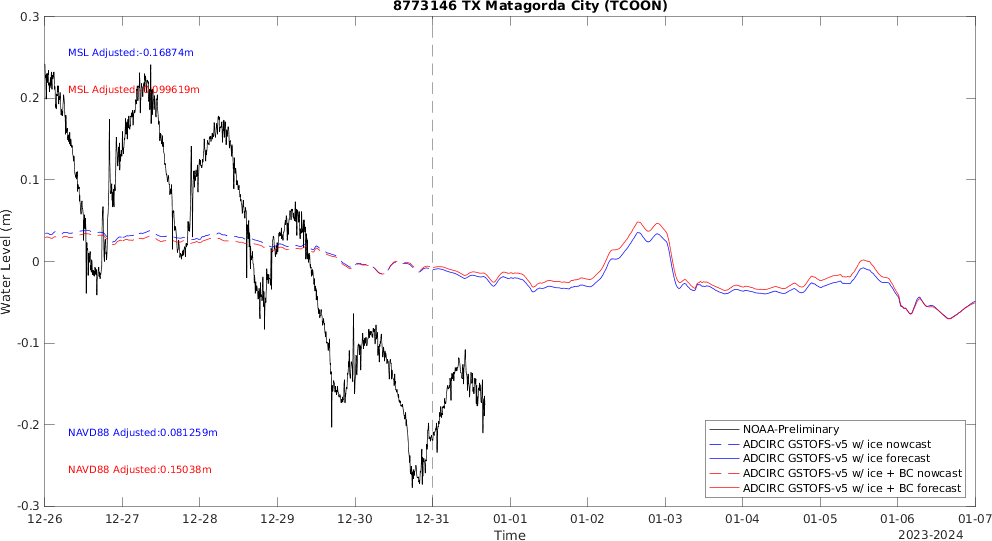 8773146 TX Matagorda City (TCOON)
0.3
MSL Adjusted:-0.16874m
MSL Adjusted:-0.099619m
0.2
0.1
0
-0.1
-0.2
-0.3
Water Level (m)
NAVD88 Adjusted:0.081259m
NAVD88 Adjusted:0.15038m
NOAA-Preliminary
ADCIRC GSTOFS-v5 w/ ice nowcast
ADCIRC GSTOFS-v5 w/ ice forecast
ADCIRC GSTOFS-v5 w/ ice + BC nowcast
ADCIRC GSTOFS-v5 w/ ice + BC forecast
12-26 12-27 12-28 12-29 12-30 12-31 01-01 01-02 01-03 01-04 01-05 01-06 01-07
Time
2023-2024